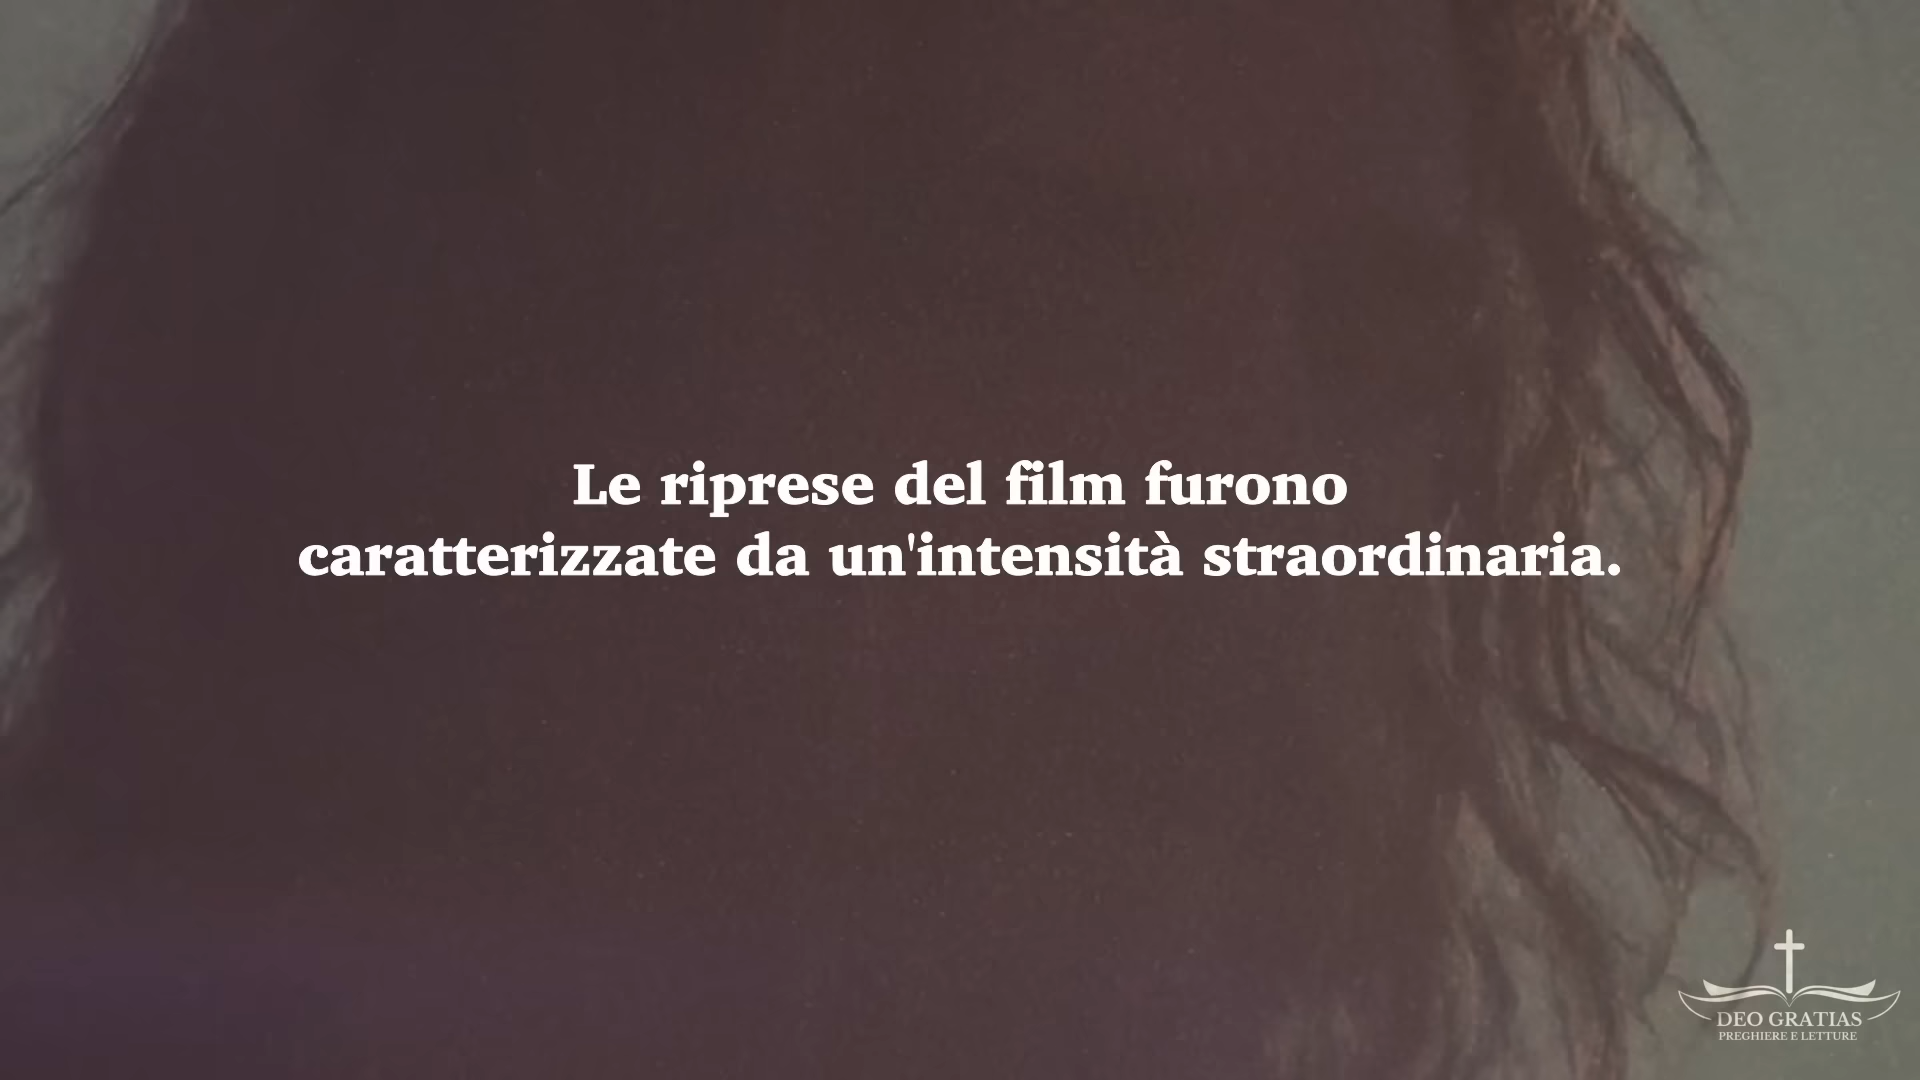 Le riprese del film furono
caratterizzate da un'intensità straordinaria.
DEO GRATIAS
PREGHIERE E LETTURE